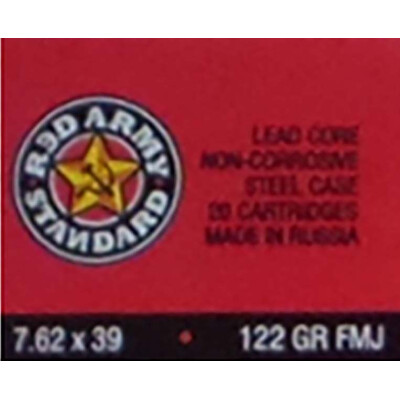 RED ARMY
STANDARD
LEAD CORE
NON-CORROSIVE
STEEL CASE
20 CARTRIDGES
MADE IN RUSSIA
7.62 x 39 • 122 GR FMJ